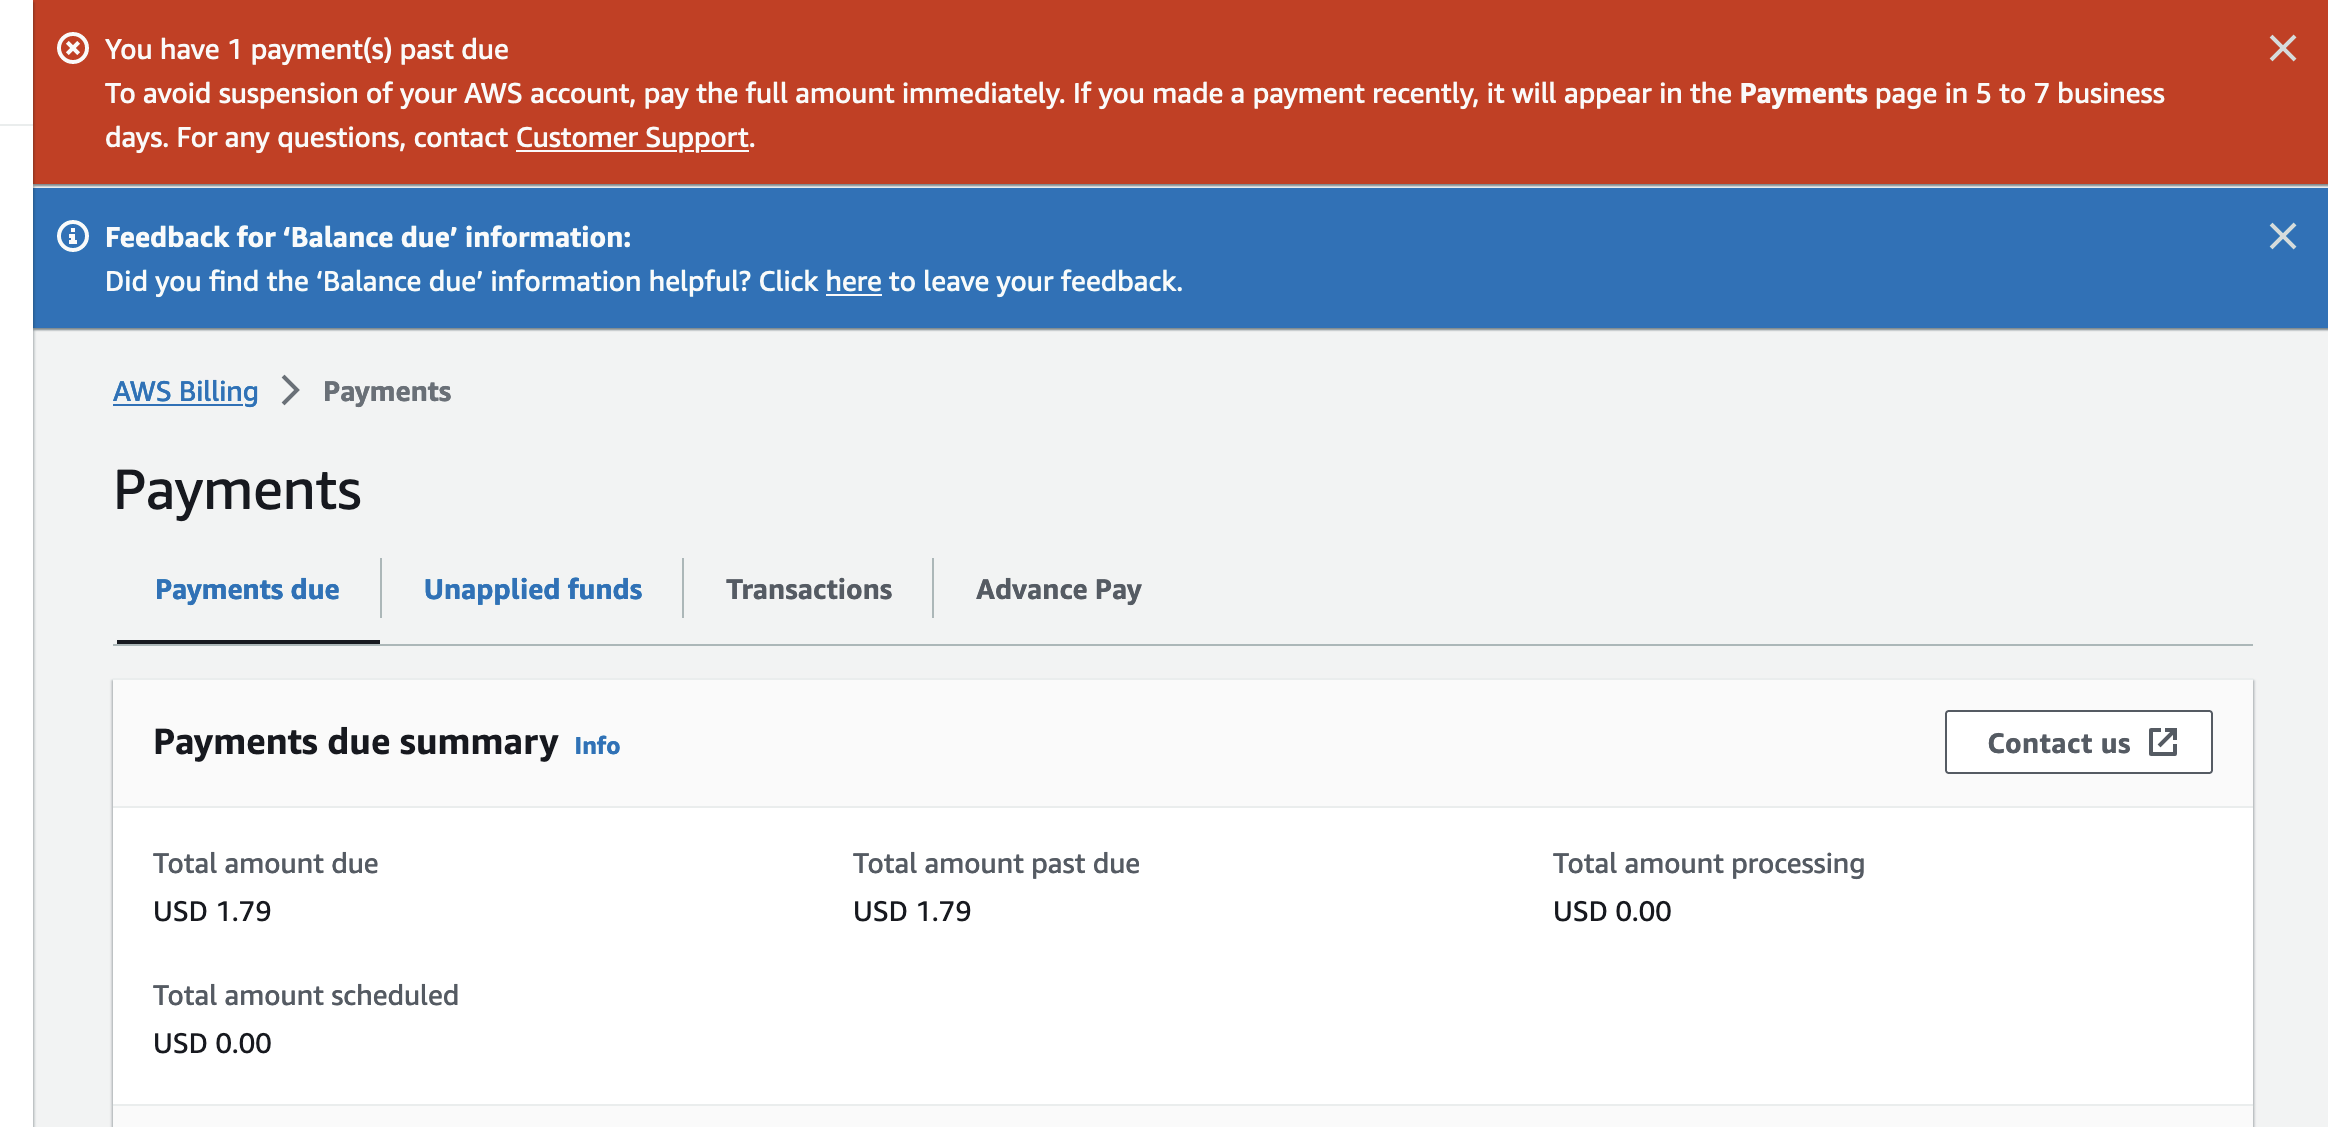 You have 1 payment(s) past due
To avoid suspension of your AWS account, pay the full amount immediately. If you made a payment recently, it will appear in the Payments page in 5 to 7 business
days. For any questions, contact Customer Support.
Feedback for ‘Balance due’ information:
Did you find the ‘Balance due’ information helpful? Click here to leave your feedback.
AWS Billing > Payments
Payments
Payments due Unapplied funds Transactions Advance Pay
Payments due summary Info Contact us
Total amount due Total amount past due Total amount processing
USD 1.79 USD 1.79 USD 0.00
Total amount scheduled
USD 0.00